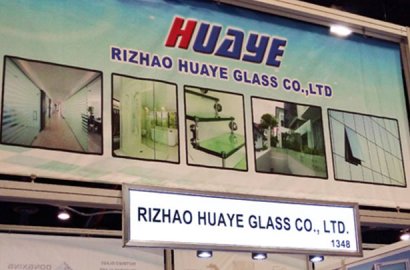 HUAYE
RIZHAO HUAYE GLASS CO.,LTD
RIZHAO HUAYE GLASS CO., LTD.
1348